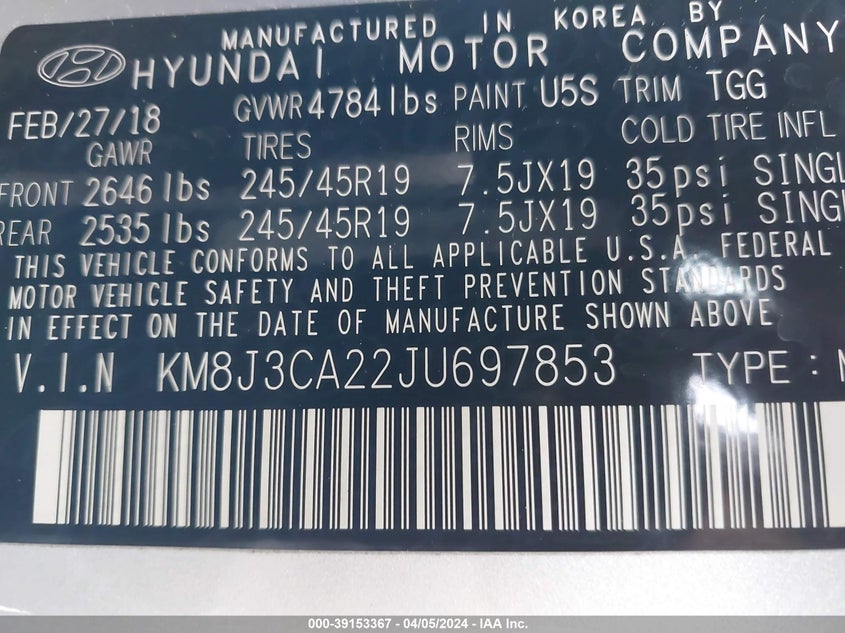 MANUFACTURED IN KOREA BY
HYUNDAI MOTOR COMPANY
FEB/27/18 GVWR 4784 lbs PAINT U5S TRIM TGG
GAWR TIRES RIMS COLD TIRE INFL
FRONT 2646 lbs 245/45R19 7.5JX19 35psi SINGL
REAR 2535 lbs 245/45R19 7.5JX19 35psi SINGL
THIS VEHICLE CONFORMS TO ALL APPLICABLE U.S.A. FEDERAL
MOTOR VEHICLE SAFETY AND THEFT PREVENTION STANDARDS
IN EFFECT ON THE DATE OF MANUFACTURE SHOWN ABOVE
V.I.N KM8J3CA22JU697853 TYPE :
000-39153367 - 04/05/2024 - IAA Inc.